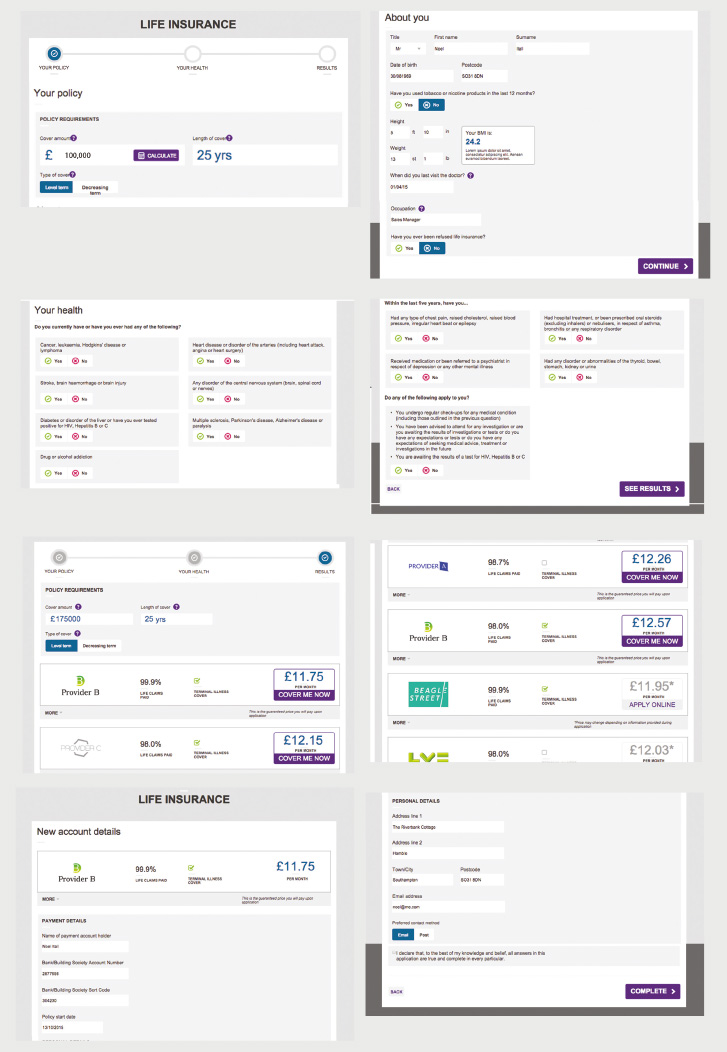 LIFE INSURANCE
YOUR POLICY
YOUR HEALTH
RESULTS
Your policy
POLICY REQUIREMENTS
Cover amount?
Length of cover?
£ 100,000
CALCULATE
25 yrs
Type of cover?
Level term
Decreasing
term
About you
Title
First name
Surname
Mr
Noel
Date of birth
Postcode
SO31 8DN
Have you used tobacco or nicotine products in the last 12 months?
Yes
No
Height
5 ft 10 in
Your BMI is:
24.2
Lorem ipsum dolor sit amet,
consectetur adipiscing elit. Aenean
euismod bibendum laoreet.
Weight
13 st 1 lb
When did you last visit the doctor? ?
01/04/15
Occupation ?
Sales Manager
Have you ever been refused life insurance?
Yes
No
CONTINUE >
Your health
Do you currently have or have you ever had any of the following?
Cancer, leukaemia, Hodgkins' disease or
lymphoma
Yes
No
Heart disease or disorder of the arteries (including heart attack,
angina or heart surgery)
Yes
No
Stroke, brain haemorrhage or brain injury
Yes
No
Any disorder of the central nervous system (brain, spinal cord
or nerves)
Yes
No
Diabetes or disorder of the liver or have you ever tested
positive for HIV, Hepatitis B or C
Yes
No
Multiple sclerosis, Parkinson's disease, Alzheimer's disease or
paralysis
Yes
No
Drug or alcohol addiction
Yes
No
Within the last five years, have you...
Had any type of chest pain, raised cholesterol, raised blood
pressure, irregular heart beat or epilepsy
Yes
No
Had hospital treatment, or been prescribed oral steroids
(excluding inhalers) or nebulisers, in respect of asthma,
bronchitis or any respiratory disorder
Yes
No
Received medication or been referred to a psychiatrist in
respect of depression or any other mental illness
Yes
No
Had any disorder or abnormalities of the thyroid, bowel,
stomach, kidney or urine
Yes
No
Do any of the following apply to you?
• You undergo regular check-ups for any medical condition
(including those outlined in the previous question)
• You have been advised to attend for any investigation or are
you awaiting the results of investigations or tests or do you
have any expectations or tests or do you have any
expectations of seeking medical advice, treatment or
investigations in the future
• You are awaiting the results of a test for HIV, Hepatitis B or C
Yes
No
BACK
SEE RESULTS >
YOUR POLICY
YOUR HEALTH
RESULTS
POLICY REQUIREMENTS
Cover amount ?
Length of cover ?
£175000
25 yrs
Type of cover ?
Level term
Decreasing term
Provider B
99.9%
LIFE CLAIMS
PAID
TERMINAL ILLNESS
COVER
£11.75
PER MONTH
COVER ME NOW
MORE
This is the guaranteed price you will pay upon
application
PROVIDER C
98.0%
LIFE CLAIMS PAID
TERMINAL ILLNESS
COVER
£12.15
PER MONTH
COVER ME NOW
PROVIDER A
98.7%
LIFE CLAIMS PAID
TERMINAL ILLNESS
COVER
£12.26
PER MONTH
COVER ME NOW
MORE
This is the guaranteed price you will pay upon
application
Provider B
98.0%
LIFE CLAIMS PAID
TERMINAL ILLNESS
COVER
£12.57
PER MONTH
COVER ME NOW
MORE
This is the guaranteed price you will pay upon
application
BEAGLE
STREET
99.9%
LIFE CLAIMS PAID
TERMINAL ILLNESS
COVER
£11.95*
PER MONTH
APPLY ONLINE
MORE
*Price may change depending on information provided during
application
98.0%
LIFE CLAIMS PAID
TERMINAL ILLNESS
£12.03*
PER MONTH
LIFE INSURANCE
New account details
Provider B
99.9%
LIFE CLAIMS PAID
TERMINAL ILLNESS
COVER
£11.75
PER MONTH
MORE
This is the guaranteed price you will pay upon
application
PAYMENT DETAILS
Name of payment account holder
Bank/Building Society Account Number
Bank/Building Society Sort Code
304230
Policy start date
12/10/2015
PERSONAL DETAILS
Address line 1
The Riverbank Cottage
Address line 2
Hamble
Town/City
Postcode
Southampton
SO31 8DN
Email address
noel@me.com
Preferred contact method
Email
Post
I declare that, to the best of my knowledge and belief, all answers in this
application are true and complete in every particular.
BACK
COMPLETE >